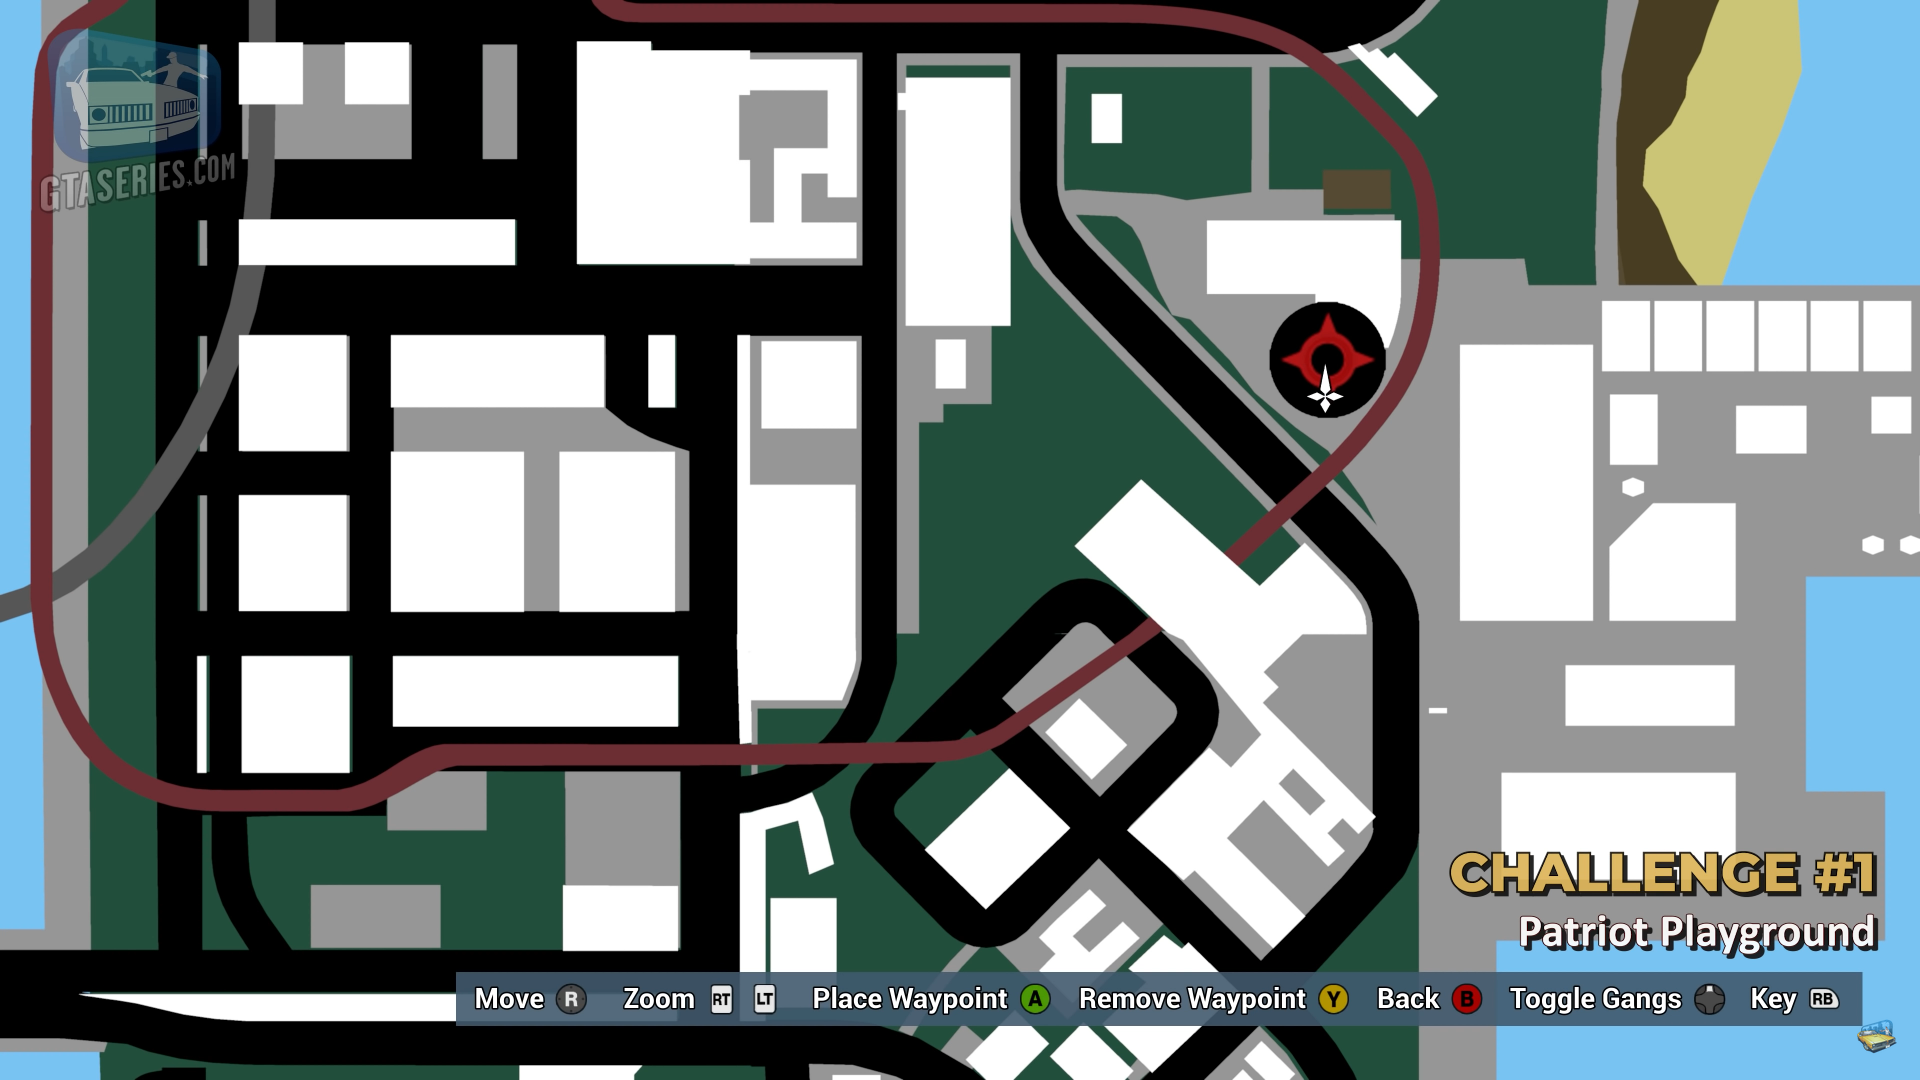 GTASERIES.COM
CHALLENGE #1
Patriot Playground
Move R Zoom RT LT Place Waypoint A Remove Waypoint Y Back B Toggle Gangs Key RB